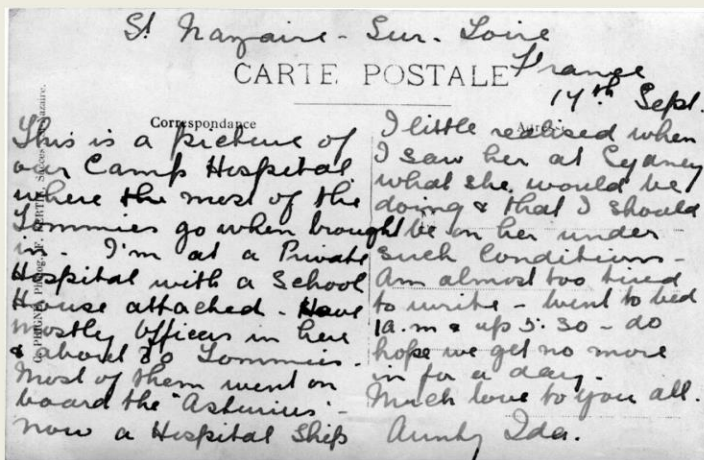 St Nazaire - Sur - Loire
France
CARTE POSTALE
14th Sept.
Correspondance
This is a picture of
our Camp Hospital
where the most of the
Tommies go when brought
in. I'm at a Private
Hospital with a School
House attached. Have
mostly Officers in here
& about 20 Tommies.
Most of them went on
board the "Asturius" -
now a Hospital Ship
I little realised when
I saw her at Sydney
what she would be
doing & that I should
be on her under
such Conditions -
Am almost too tired
to write - Went to bed
1 a.m & up 5.30 - do
hope we get no more
in for a day.
Much love to you all.
Aunty Ida.